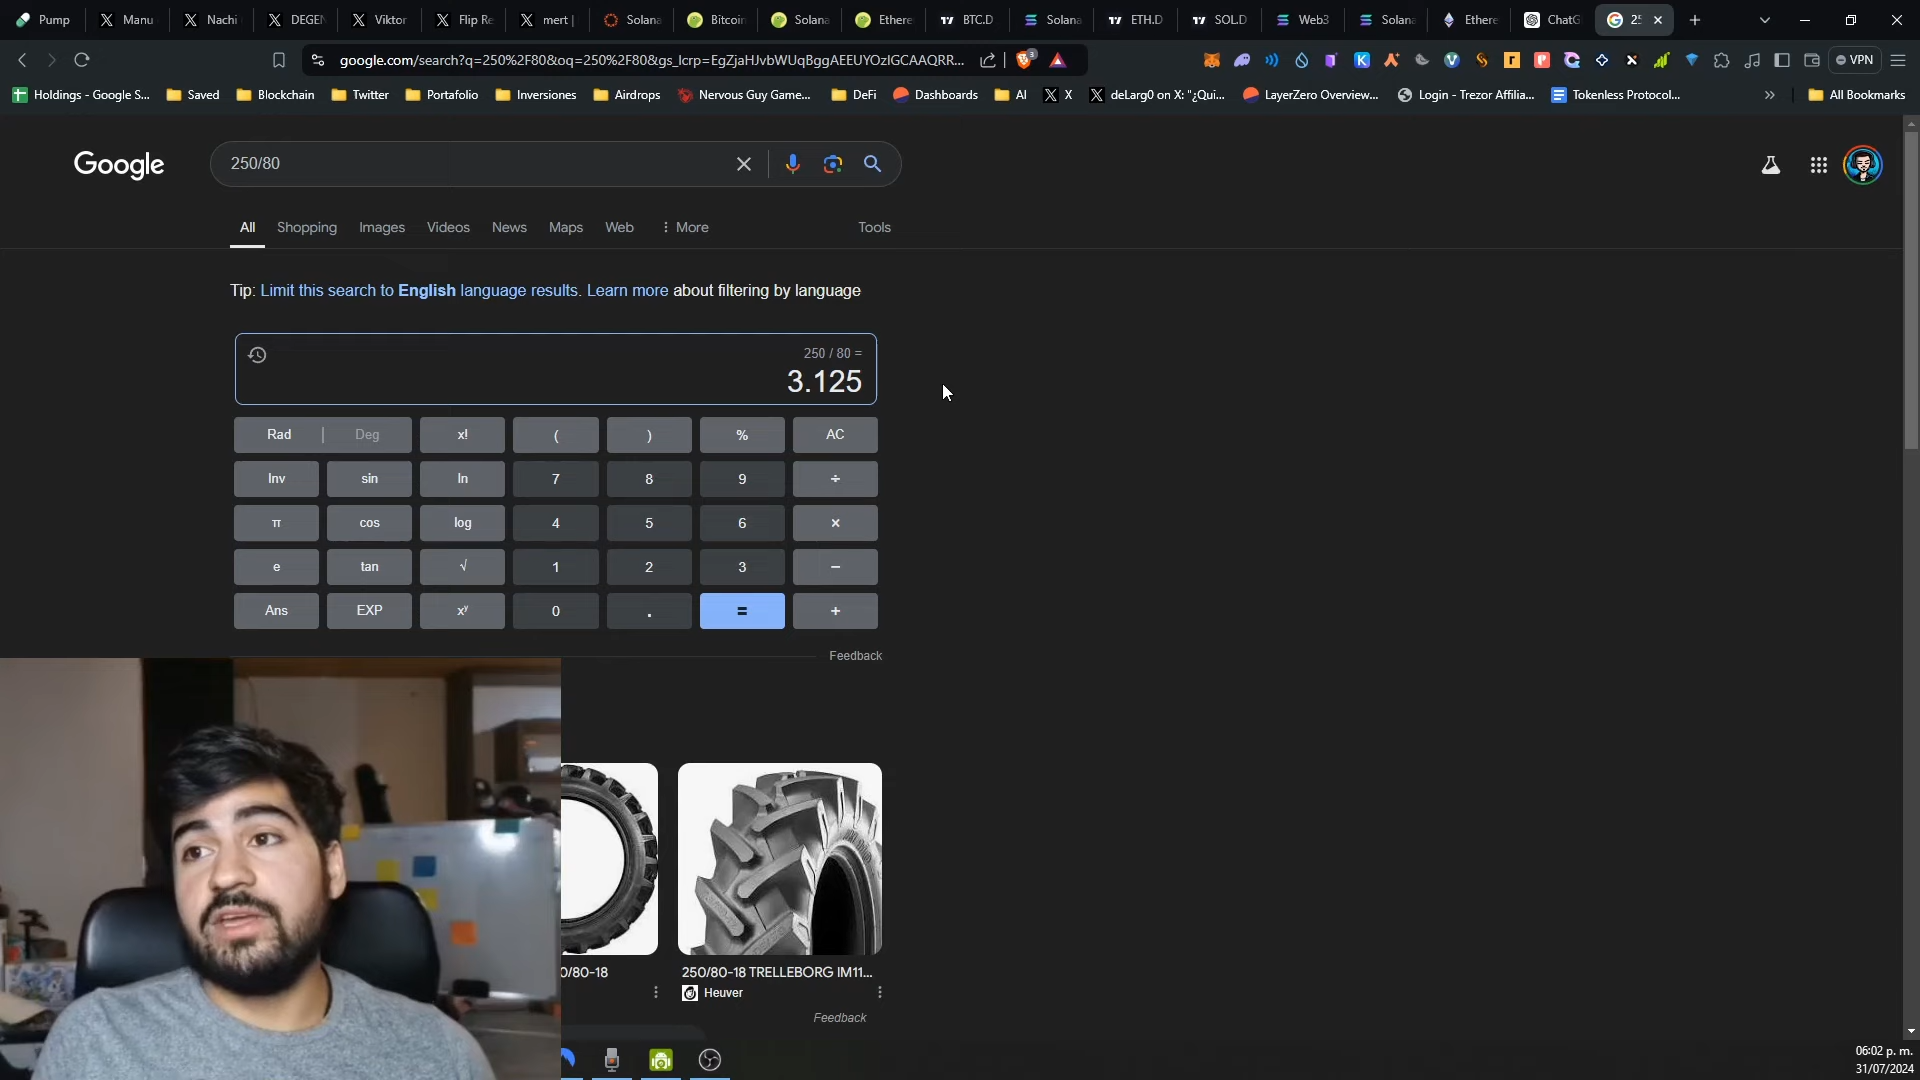 Pump
Manu
Nachi
DEGEN
Viktor
Flip Re
mert |
Solana
Bitcoin
Solana
Ethere
BTC.D
Solana
ETH.D
SOL.D
Web3
Solana
Ethere
ChatG
25
google.com/search?q=250%2F80&oq=250%2F80&gs_lcrp=EgZjaHJvbWUqBggAEEUYOzIGCAAQRR...
VPN
Holdings - Google S...
Saved
Blockchain
Twitter
Portafolio
Inversiones
Airdrops
Nervous Guy Game...
DeFi
Dashboards
AI
X
deLarg0 on X: "¿Qui...
LayerZero Overview...
Login - Trezor Affilia...
Tokenless Protocol...
All Bookmarks
Google
250/80
All
Shopping
Images
Videos
News
Maps
Web
More
Tools
Tip: Limit this search to English language results. Learn more about filtering by language
250 / 80 =
3.125
Rad | Deg x! ( ) % AC
Inv sin ln 7 8 9 ÷
π cos log 4 5 6 ×
e tan √ 1 2 3 −
Ans EXP xʸ 0 . = +
Feedback
0/80-18
250/80-18 TRELLEBORG IM11...
Heuver
Feedback
06:02 p. m.
31/07/2024